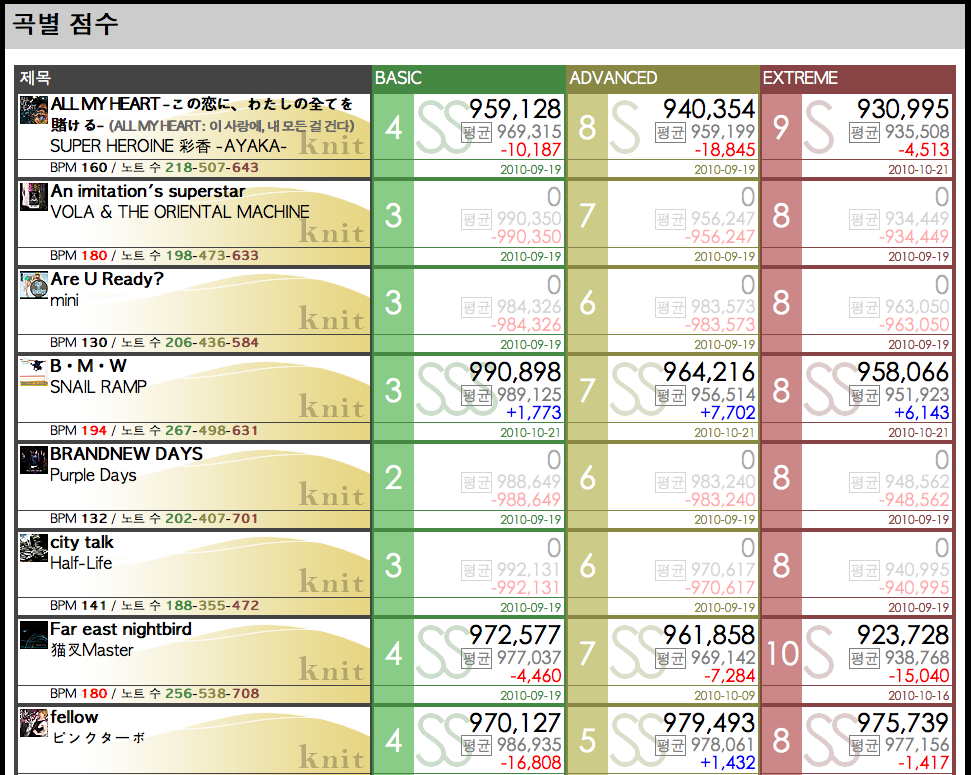 곡별 점수
제목 BASIC ADVANCED EXTREME
ALL MY HEART -この恋に、わたしの全てを
賭ける- (ALL MY HEART : 이 사랑에, 내 모든 걸 건다)
SUPER HEROINE 彩香 -AYAKA-
knit
BPM 160 / 노트 수 218-507-643
4 SS 959,128
평균 969,315
-10,187
2010-09-19
8 S 940,354
평균 959,199
-18,845
2010-09-19
9 S 930,995
평균 935,508
-4,513
2010-10-21
An imitation's superstar
VOLA & THE ORIENTAL MACHINE
knit
BPM 180 / 노트 수 198-473-633
3 0
평균 990,350
-990,350
2010-09-19
7 0
평균 956,247
-956,247
2010-09-19
8 0
평균 934,449
-934,449
2010-09-19
Are U Ready?
mini
knit
BPM 130 / 노트 수 206-436-584
3 0
평균 984,326
-984,326
2010-09-19
6 0
평균 983,573
-983,573
2010-09-19
8 0
평균 963,050
-963,050
2010-09-19
B・M・W
SNAIL RAMP
knit
BPM 194 / 노트 수 267-498-631
3 SSS 990,898
평균 989,125
+1,773
2010-10-21
7 SS 964,216
평균 956,514
+7,702
2010-10-21
8 SS 958,066
평균 951,923
+6,143
2010-10-21
BRANDNEW DAYS
Purple Days
knit
BPM 132 / 노트 수 202-407-701
2 0
평균 988,649
-988,649
2010-09-19
6 0
평균 983,240
-983,240
2010-09-19
8 0
평균 948,562
-948,562
2010-09-19
city talk
Half-Life
knit
BPM 141 / 노트 수 188-355-472
3 0
평균 992,131
-992,131
2010-09-19
6 0
평균 970,617
-970,617
2010-09-19
8 0
평균 940,995
-940,995
2010-09-19
Far east nightbird
猫叉Master
knit
BPM 180 / 노트 수 256-538-708
4 SS 972,577
평균 977,037
-4,460
2010-09-19
7 SS 961,858
평균 969,142
-7,284
2010-10-09
10 S 923,728
평균 938,768
-15,040
2010-10-16
fellow
ピンクターボ
knit
4 SS 970,127
평균 986,935
-16,808
5 SS 979,493
평균 978,061
+1,432
8 SS 975,739
평균 977,156
-1,417